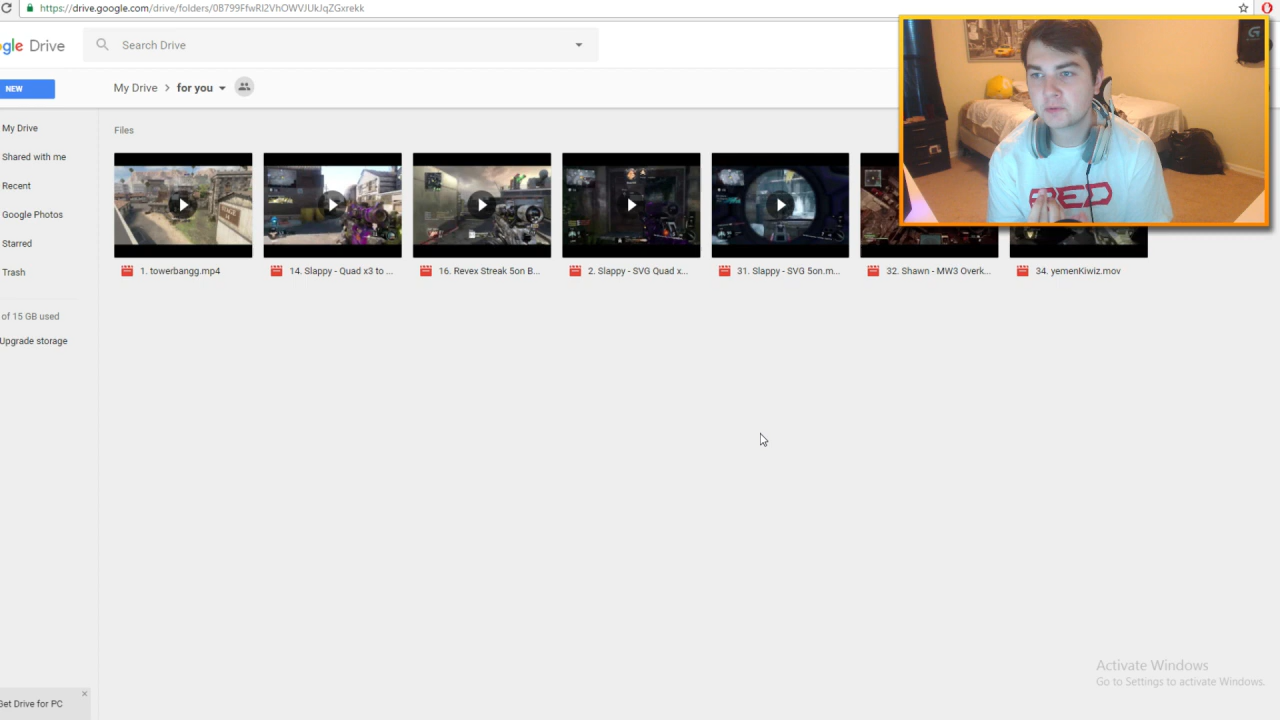 https://drive.google.com/drive/folders/0B799FfwRl2VhOWVJUkJqZGxrekk
gle Drive
Search Drive
NEW
My Drive > for you
My Drive
Files
Shared with me
Recent
Google Photos
Starred
Trash
1. towerbangg.mp4
14. Slappy - Quad x3 to ...
16. Revex Streak 5on B...
2. Slappy - SVG Quad x...
31. Slappy - SVG 5on.m...
32. Shawn - MW3 Overk...
34. yemenKiwiz.mov
of 15 GB used
Upgrade storage
RED
Activate Windows
Go to Settings to activate Windows.
Get Drive for PC